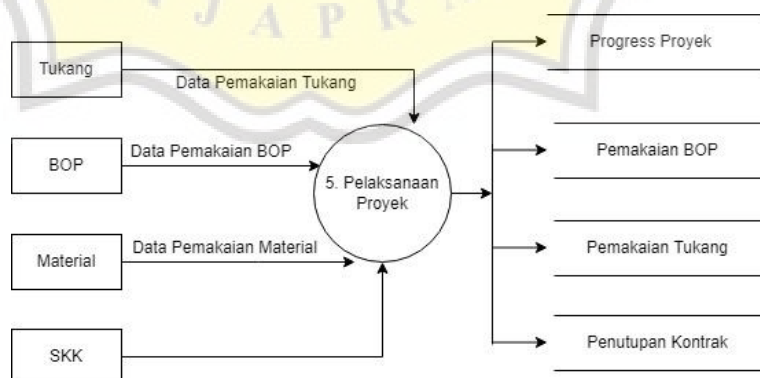 JAPRA
Progress Proyek
Tukang
Data Pemakaian Tukang
BOP
Data Pemakaian BOP
Pemakaian BOP
5. Pelaksanaan
Proyek
Material
Data Pemakaian Material
Pemakaian Tukang
SKK
Penutupan Kontrak